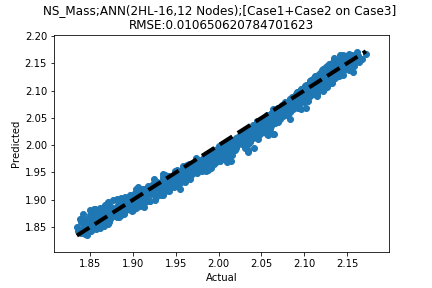 NS_Mass;ANN(2HL-16,12 Nodes);[Case1+Case2 on Case3]
RMSE:0.010650620784701623
2.20
2.15
2.10
2.05
2.00
1.95
1.90
1.85
Predicted
1.85 1.90 1.95 2.00 2.05 2.10 2.15
Actual